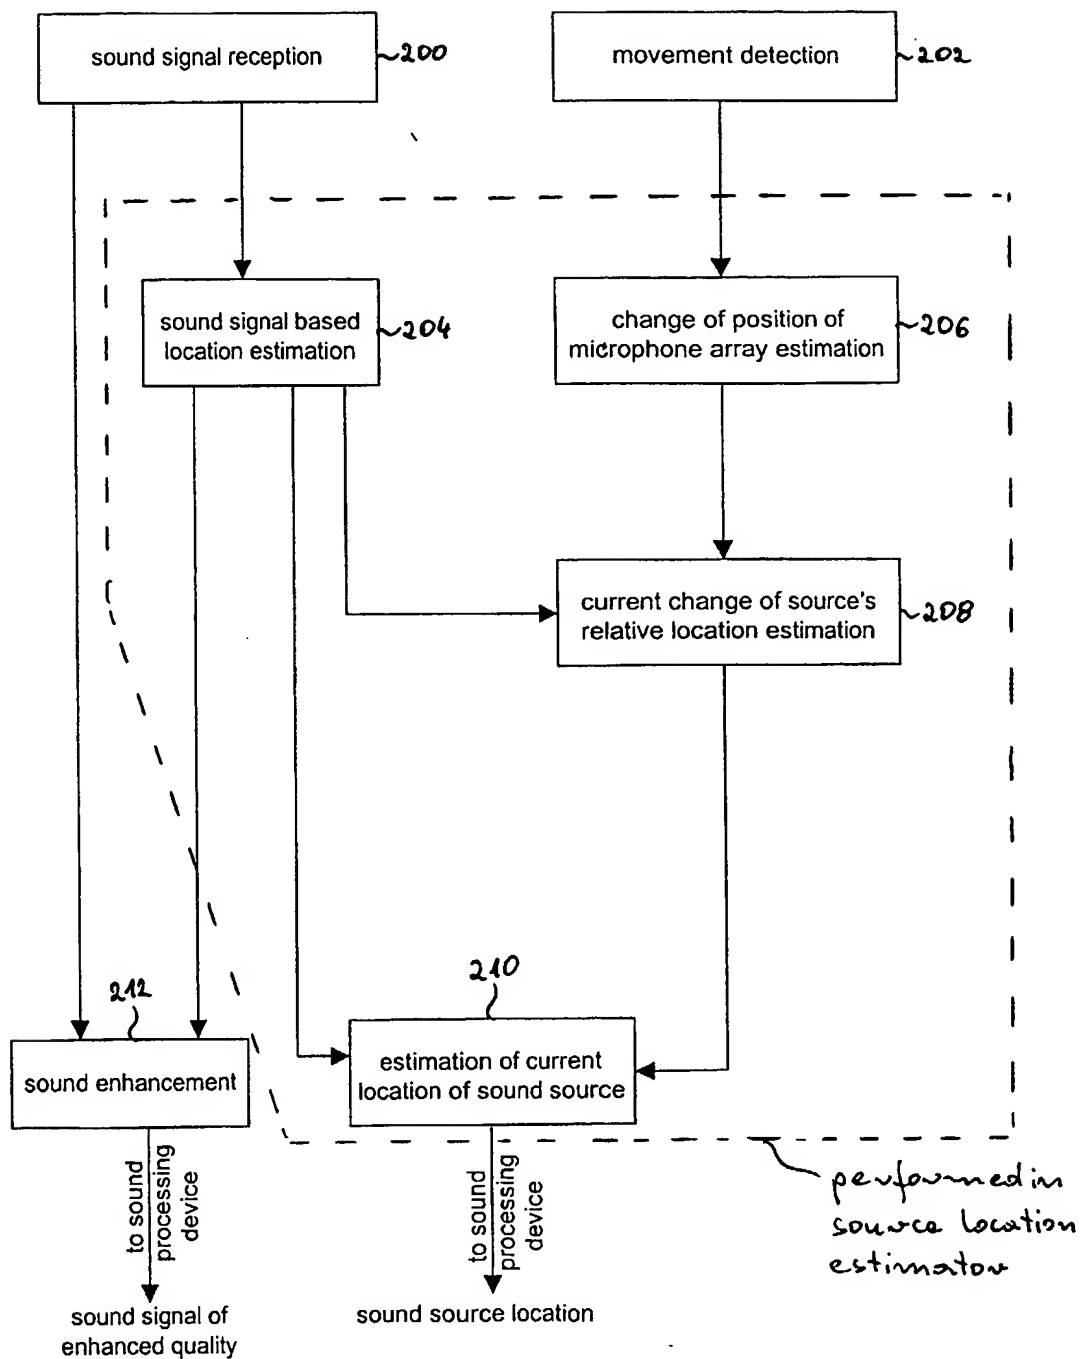 sound signal reception
200
movement detection
202
sound signal based
location estimation
204
change of position of
microphone array estimation
206
current change of source's
relative location estimation
208
210
212
sound enhancement
estimation of current
location of sound source
to sound
processing
device
to sound
processing
device
performed in
source location
estimator
sound signal of
enhanced quality
sound source location